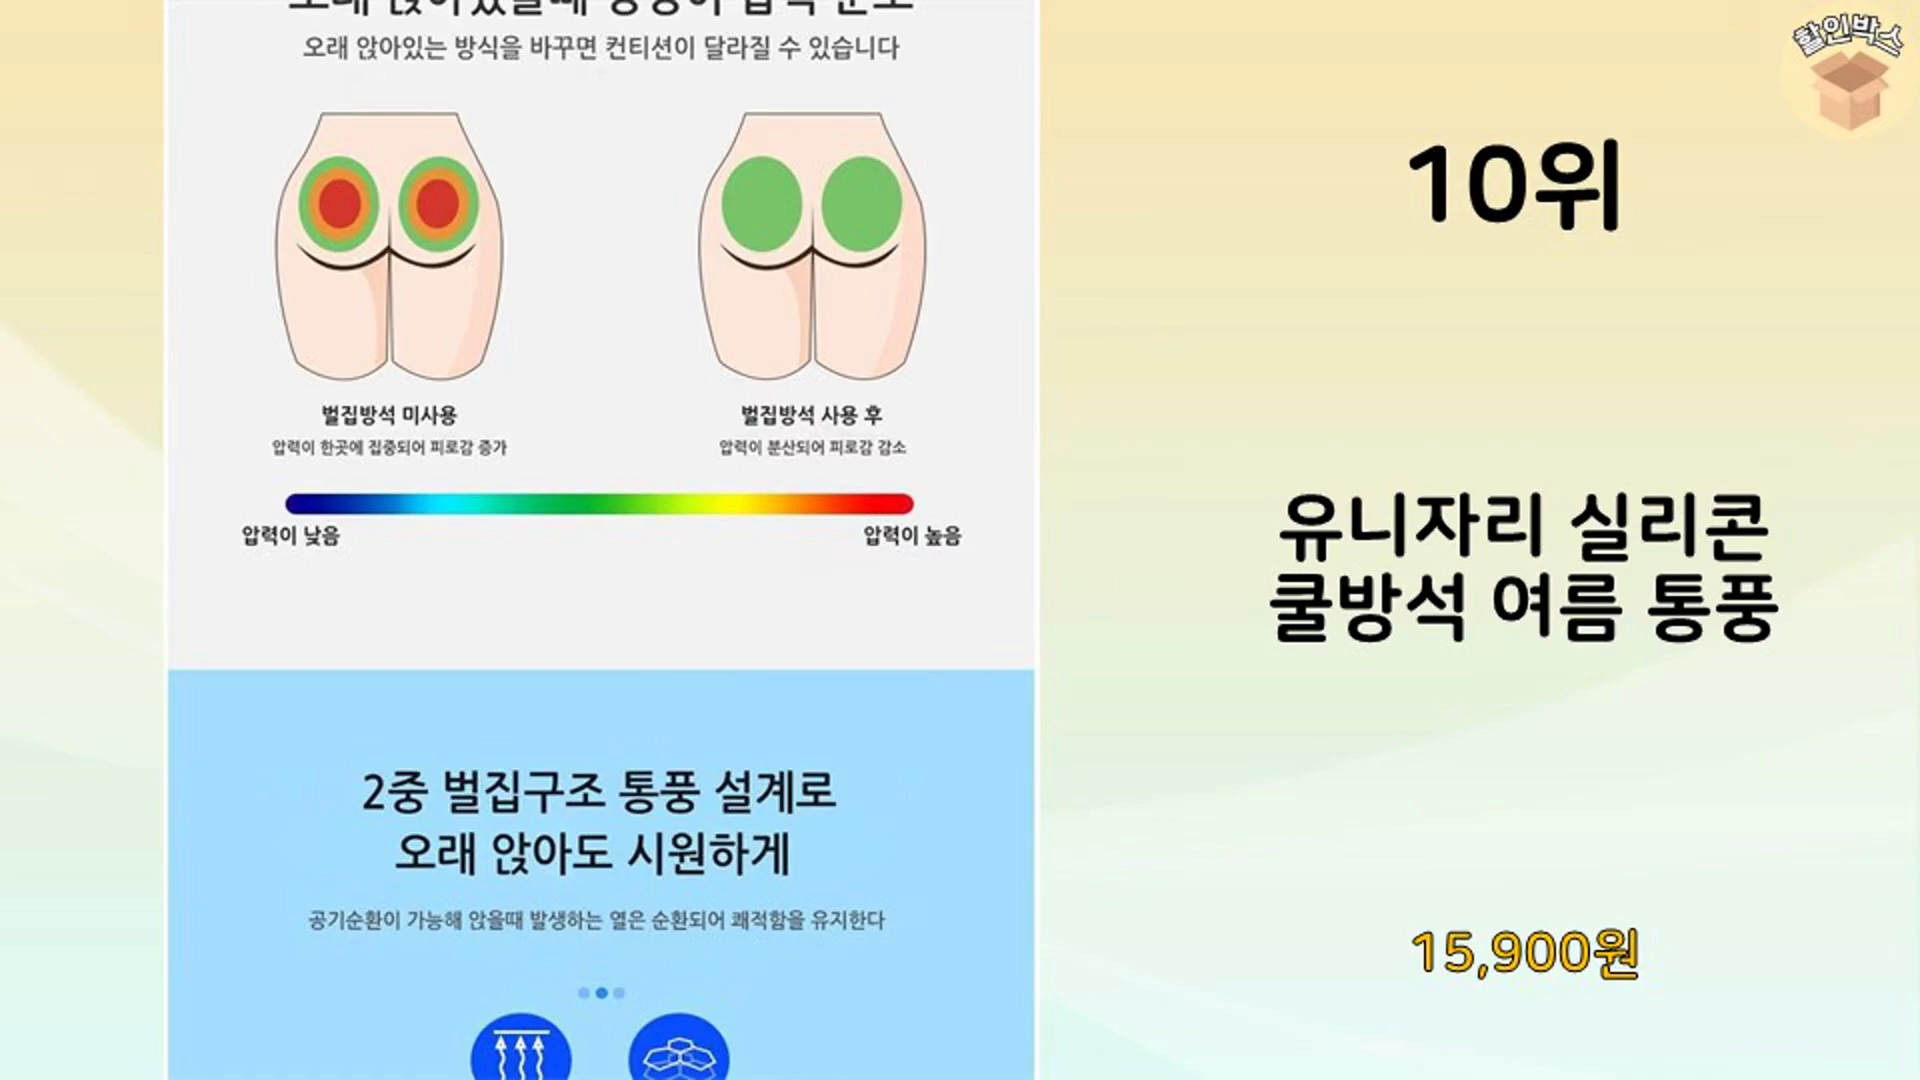 오래 앉아있는 방식을 바꾸면 컨티션이 달라질 수 있습니다
벌집방석 미사용
압력이 한곳에 집중되어 피로감 증가
벌집방석 사용 후
압력이 분산되어 피로감 감소
압력이 낮음
압력이 높음
2중 벌집구조 통풍 설계로
오래 앉아도 시원하게
공기순환이 가능해 앉을때 발생하는 열은 순환되어 쾌적함을 유지한다
할인박스
10위
유니자리 실리콘
쿨방석 여름 통풍
15,900원